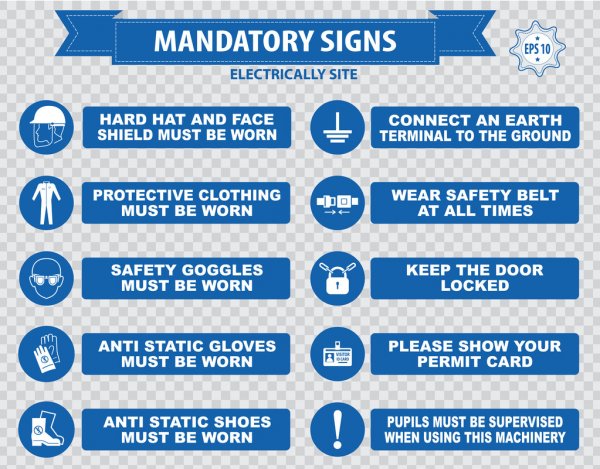 MANDATORY SIGNS
EPS 10
ELECTRICALLY SITE
HARD HAT AND FACE
SHIELD MUST BE WORN
CONNECT AN EARTH
TERMINAL TO THE GROUND
PROTECTIVE CLOTHING
MUST BE WORN
WEAR SAFETY BELT
AT ALL TIMES
SAFETY GOGGLES
MUST BE WORN
KEEP THE DOOR
LOCKED
ANTI STATIC GLOVES
MUST BE WORN
VISITOR
ID CARD
PLEASE SHOW YOUR
PERMIT CARD
ANTI STATIC SHOES
MUST BE WORN
PUPILS MUST BE SUPERVISED
WHEN USING THIS MACHINERY